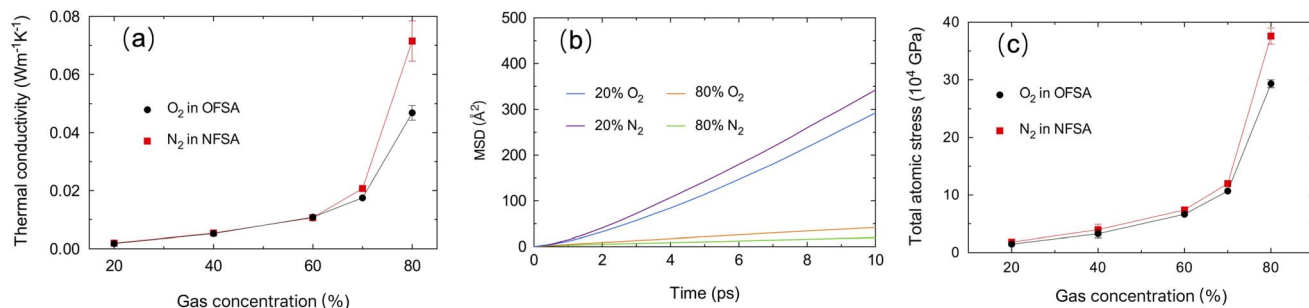 (a)
Thermal conductivity (Wm⁻¹K⁻¹)
0.08
0.06
0.04
0.02
0.00
O₂ in OFSA
N₂ in NFSA
20 40 60 80
Gas concentration (%)
(b)
MSD (Å²)
500
400
300
200
100
0
20% O₂ 80% O₂
20% N₂ 80% N₂
0 2 4 6 8 10
Time (ps)
(c)
Total atomic stress (10⁴ GPa)
40
30
20
10
0
O₂ in OFSA
N₂ in NFSA
20 40 60 80
Gas concentration (%)